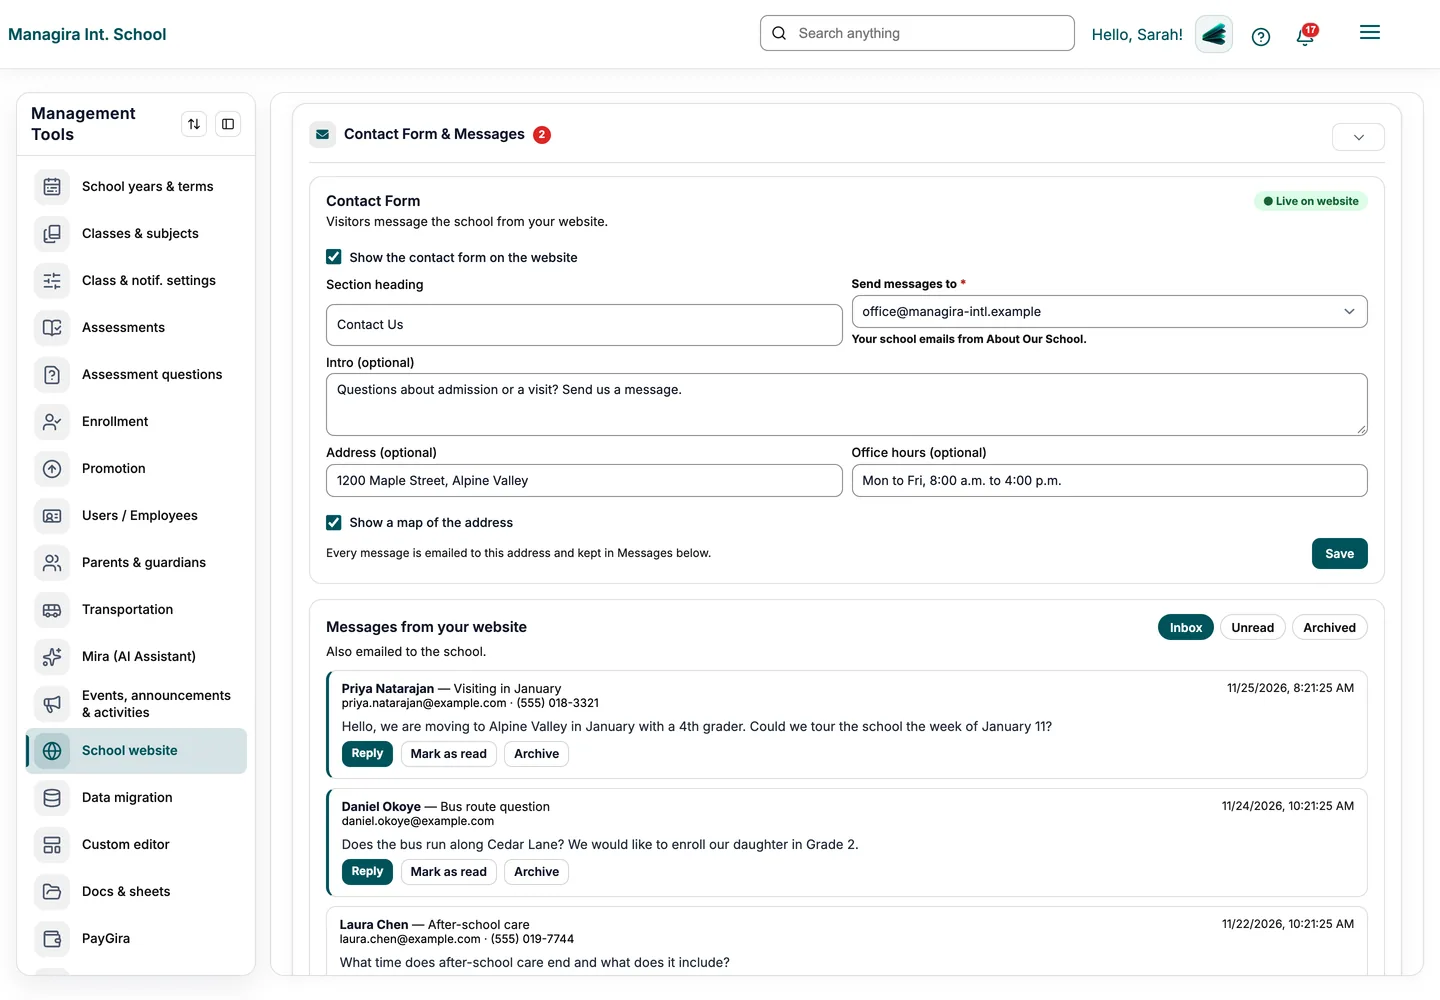 Managira Int. School
Search anything
Hello, Sarah!
17
Management
Tools
School years & terms
Classes & subjects
Class & notif. settings
Assessments
Assessment questions
Enrollment
Promotion
Users / Employees
Parents & guardians
Transportation
Mira (AI Assistant)
Events, announcements
& activities
School website
Data migration
Custom editor
Docs & sheets
PayGira
Contact Form & Messages 2
Contact Form
Live on website
Visitors message the school from your website.
Show the contact form on the website
Section heading
Contact Us
Send messages to *
office@managira-intl.example
Your school emails from About Our School.
Intro (optional)
Questions about admission or a visit? Send us a message.
Address (optional)
1200 Maple Street, Alpine Valley
Office hours (optional)
Mon to Fri, 8:00 a.m. to 4:00 p.m.
Show a map of the address
Every message is emailed to this address and kept in Messages below.
Save
Messages from your website
Inbox Unread Archived
Also emailed to the school.
Priya Natarajan — Visiting in January
11/25/2026, 8:21:25 AM
priya.natarajan@example.com · (555) 018-3321
Hello, we are moving to Alpine Valley in January with a 4th grader. Could we tour the school the week of January 11?
Reply Mark as read Archive
Daniel Okoye — Bus route question
11/24/2026, 10:21:25 AM
daniel.okoye@example.com
Does the bus run along Cedar Lane? We would like to enroll our daughter in Grade 2.
Reply Mark as read Archive
Laura Chen — After-school care
11/22/2026, 10:21:25 AM
laura.chen@example.com · (555) 019-7744
What time does after-school care end and what does it include?